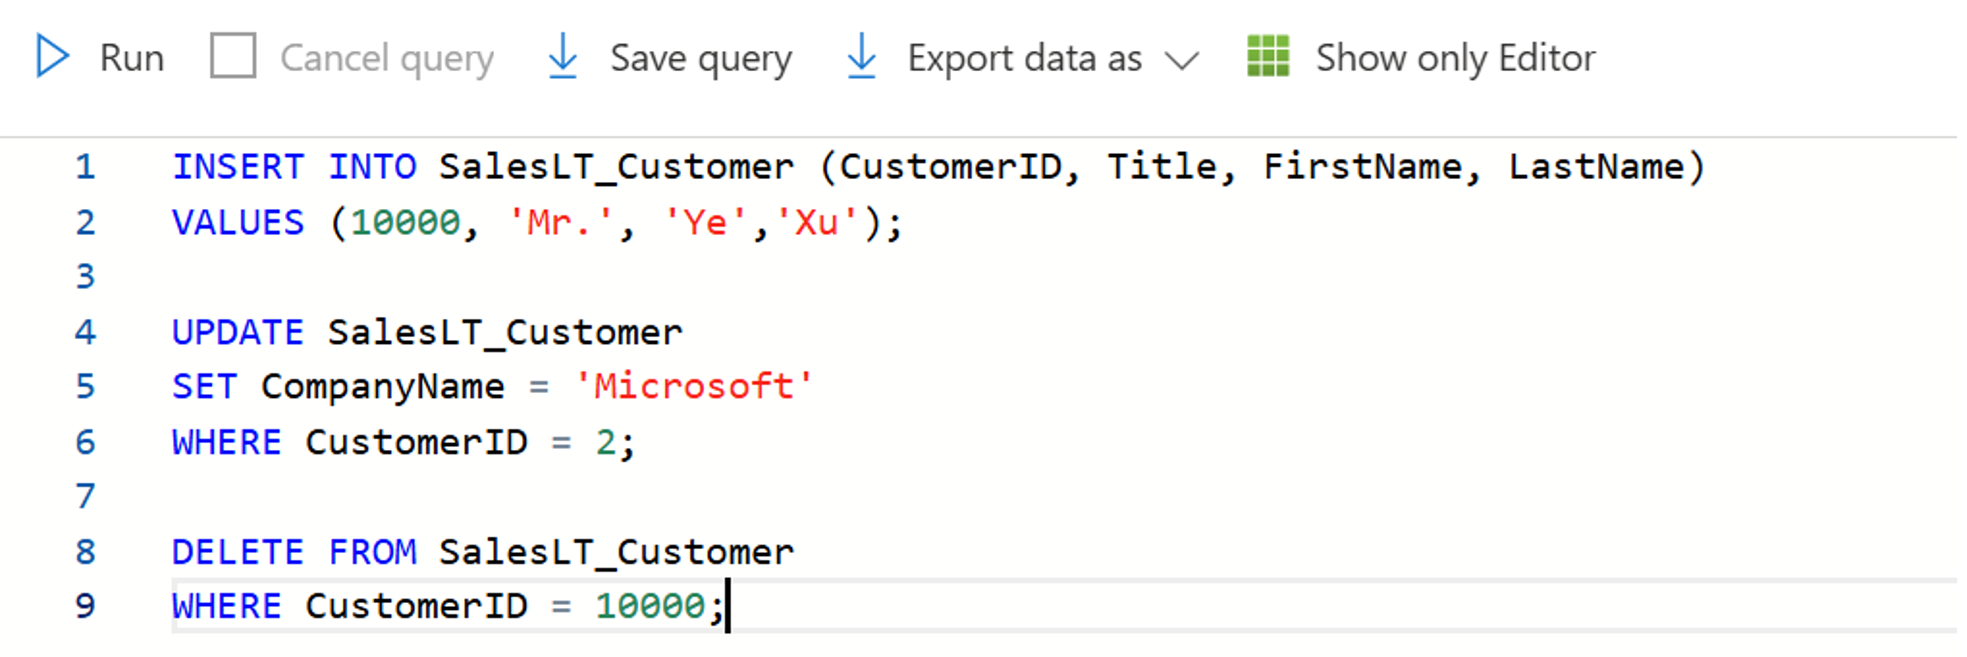 Run Cancel query Save query Export data as Show only Editor
1 INSERT INTO SalesLT_Customer (CustomerID, Title, FirstName, LastName)
2 VALUES (10000, 'Mr.', 'Ye','Xu');
3
4 UPDATE SalesLT_Customer
5 SET CompanyName = 'Microsoft'
6 WHERE CustomerID = 2;
7
8 DELETE FROM SalesLT_Customer
9 WHERE CustomerID = 10000;